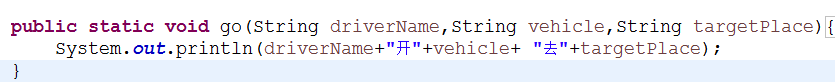 public static void go(String driverName,String vehicle,String targetPlace){
System.out.println(driverName+"开"+vehicle+ "去"+targetPlace);
}